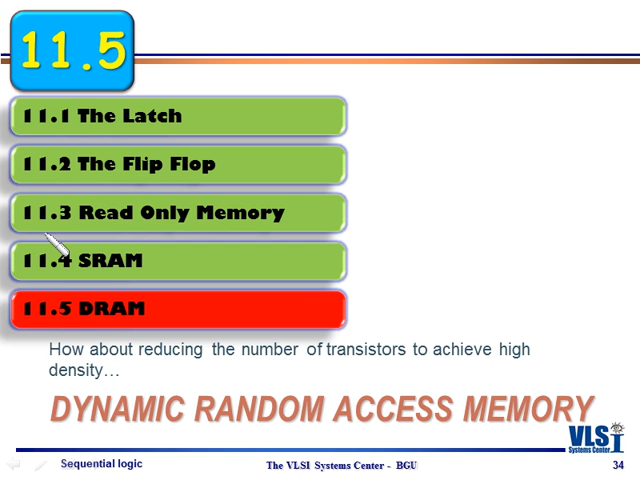 11.5
11.1 The Latch
11.2 The Flip Flop
11.3 Read Only Memory
11.4 SRAM
11.5 DRAM
How about reducing the number of transistors to achieve high
density…
DYNAMIC RANDOM ACCESS MEMORY
VLSI
Systems Center
Sequential logic
The VLSI Systems Center - BGU
34